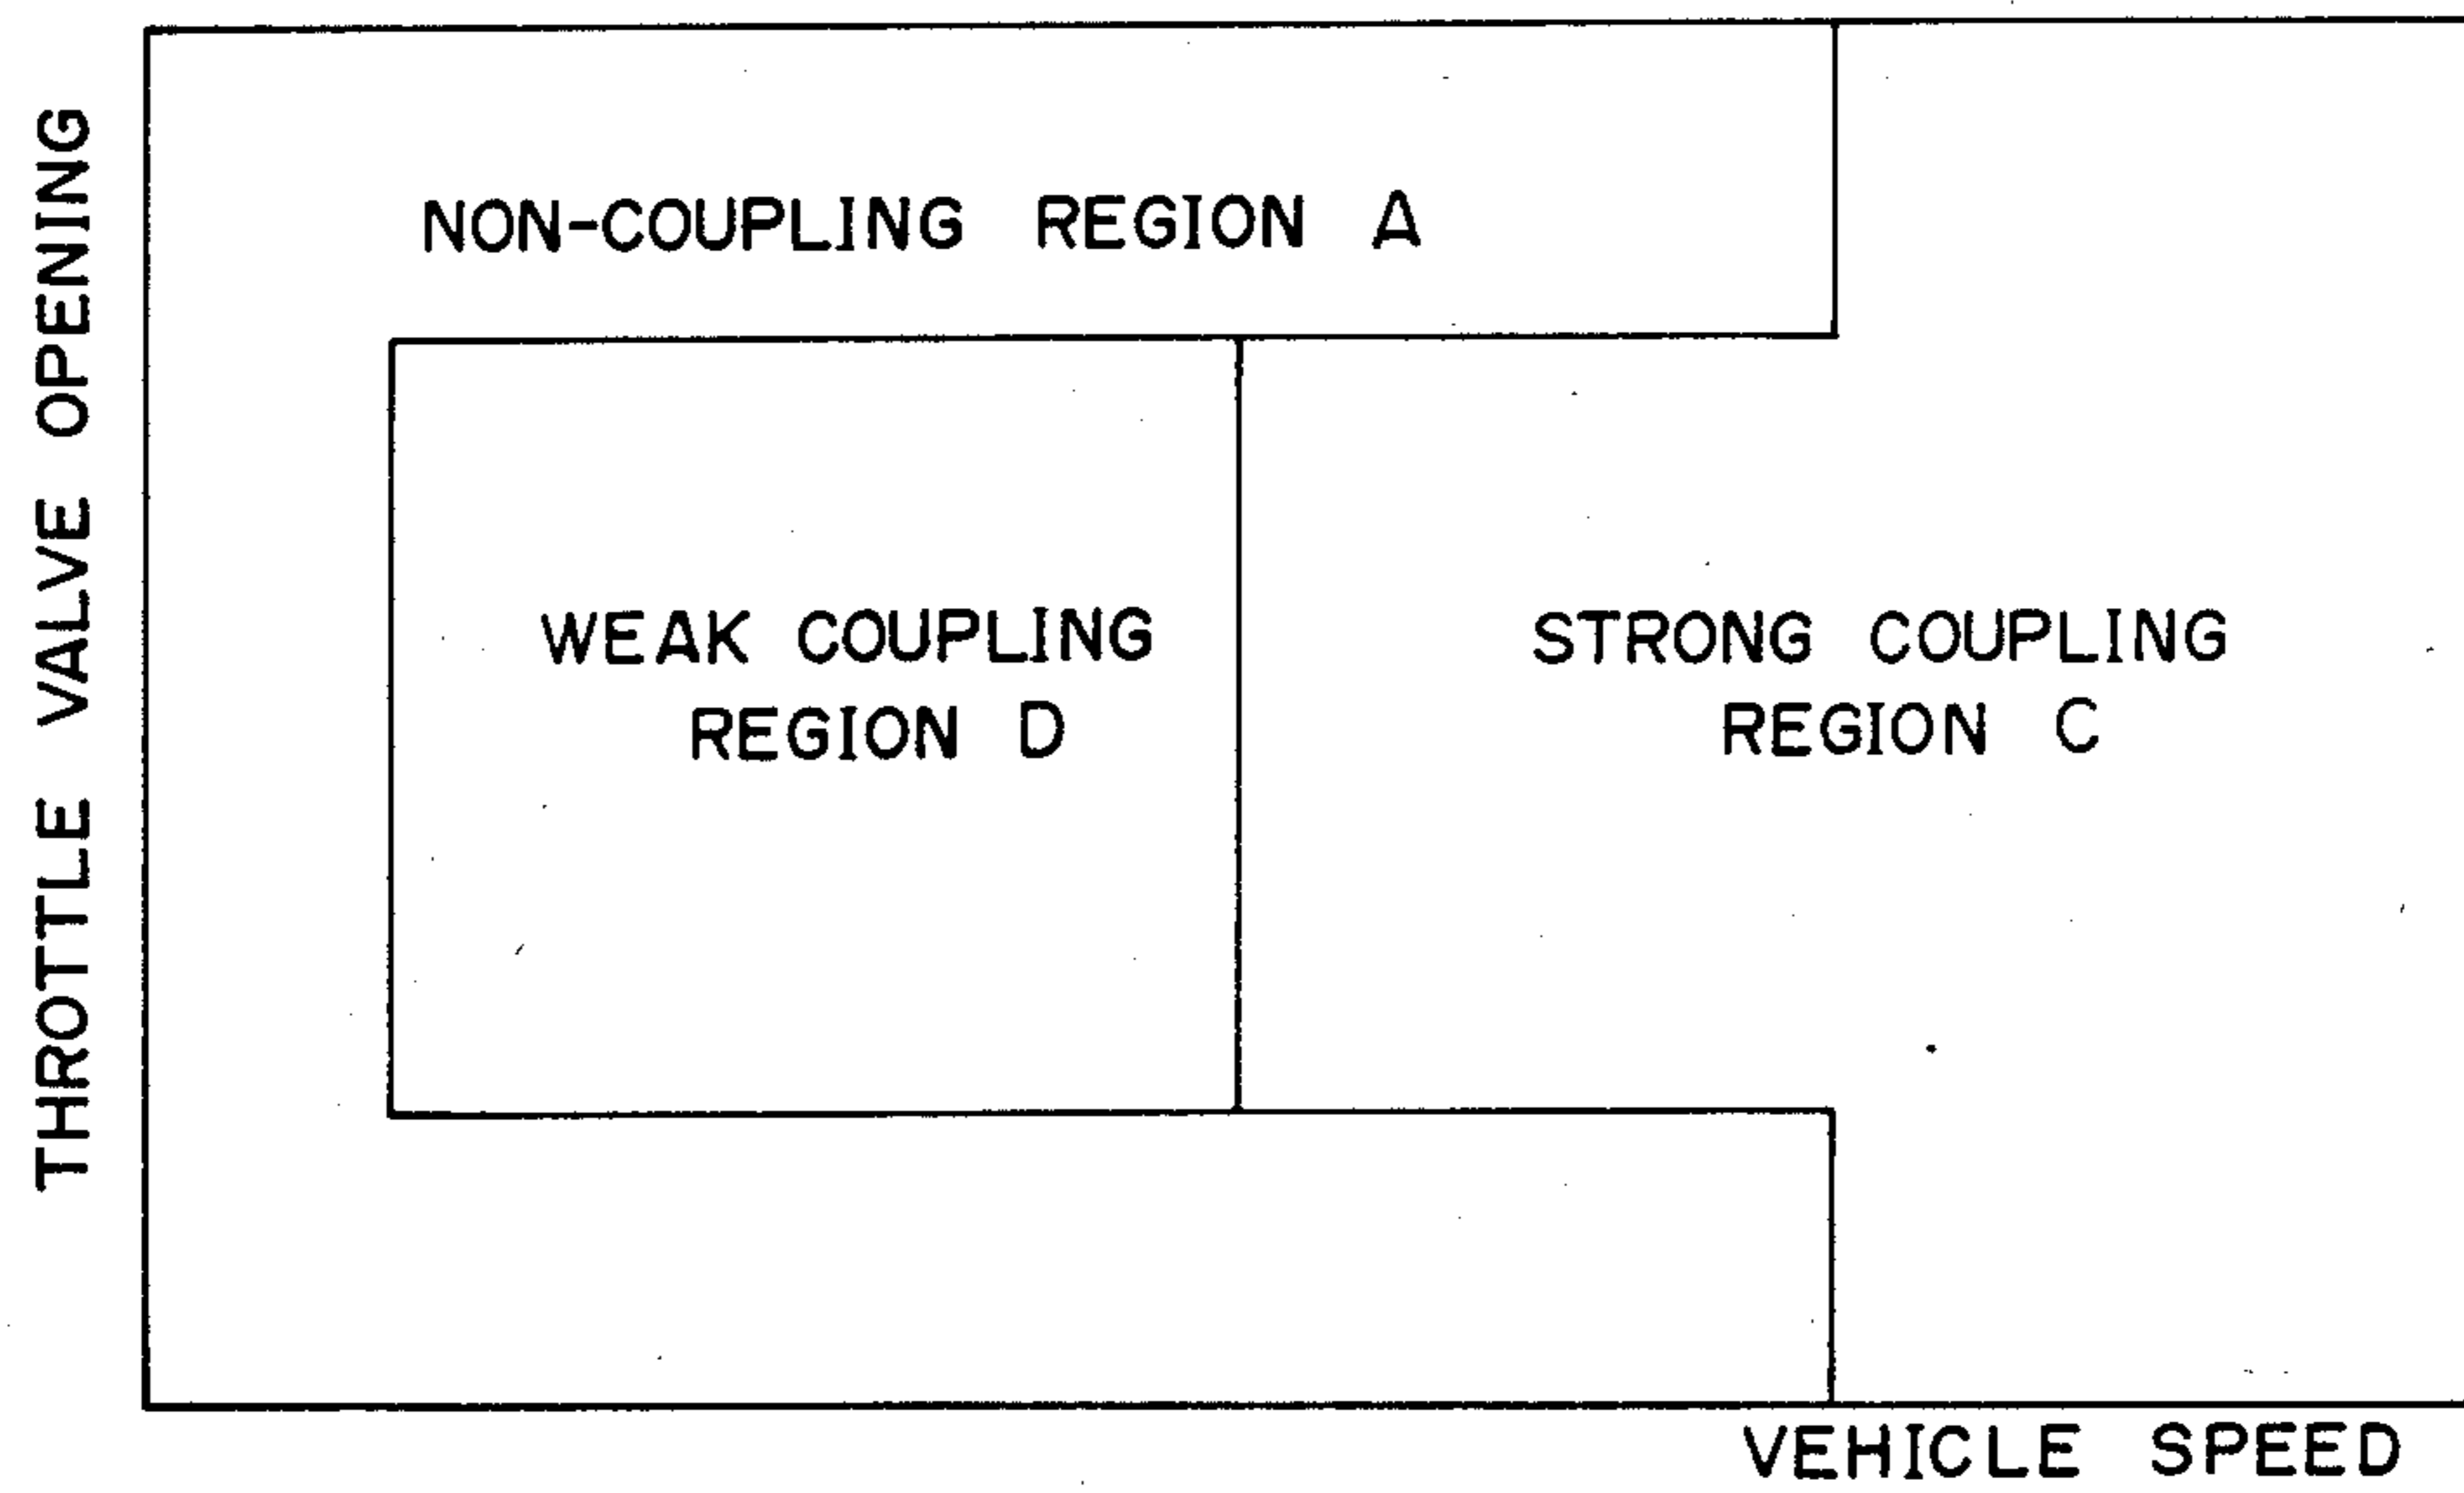 THROTTLE VALVE OPENING
NON-COUPLING REGION A
WEAK COUPLING
REGION D
STRONG COUPLING
REGION C
VEHICLE SPEED